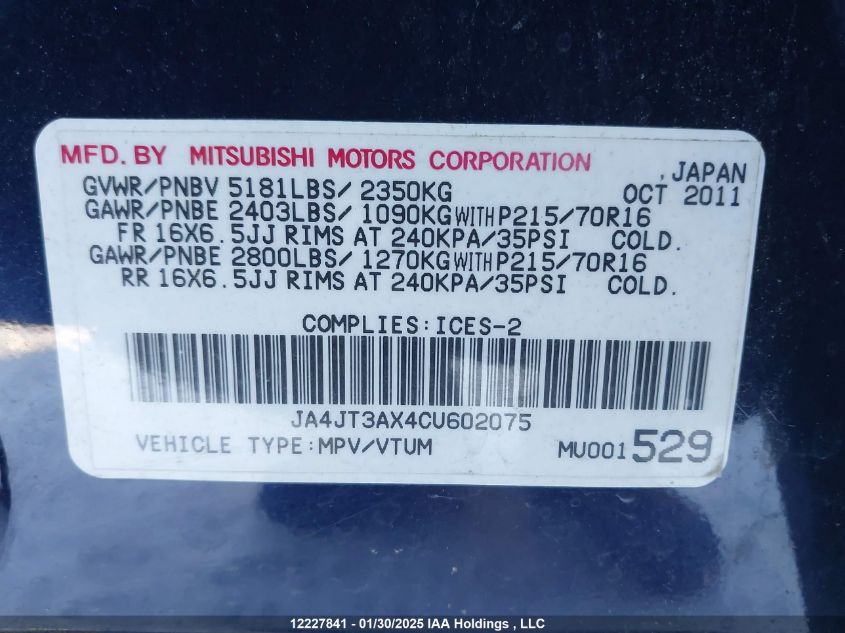 MFD. BY MITSUBISHI MOTORS CORPORATION , JAPAN
GVWR/PNBV 5181LBS/ 2350KG OCT 2011
GAWR/PNBE 2403LBS/ 1090KG WITH P215/70R16
FR 16X6.5JJ RIMS AT 240KPA/35PSI COLD.
GAWR/PNBE 2800LBS/ 1270KG WITH P215/70R16
RR 16X6.5JJ RIMS AT 240KPA/35PSI COLD.
COMPLIES:ICES-2
JA4JT3AX4CU602075
VEHICLE TYPE:MPV/VTUM MU001529
12227841 - 01/30/2025 IAA Holdings , LLC